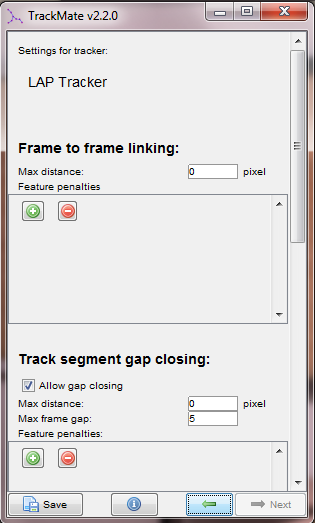 TrackMate v2.2.0
Settings for tracker:
LAP Tracker
Frame to frame linking:
Max distance: 0 pixel
Feature penalties
Track segment gap closing:
Allow gap closing
Max distance: 0 pixel
Max frame gap: 5
Feature penalties:
Save Next